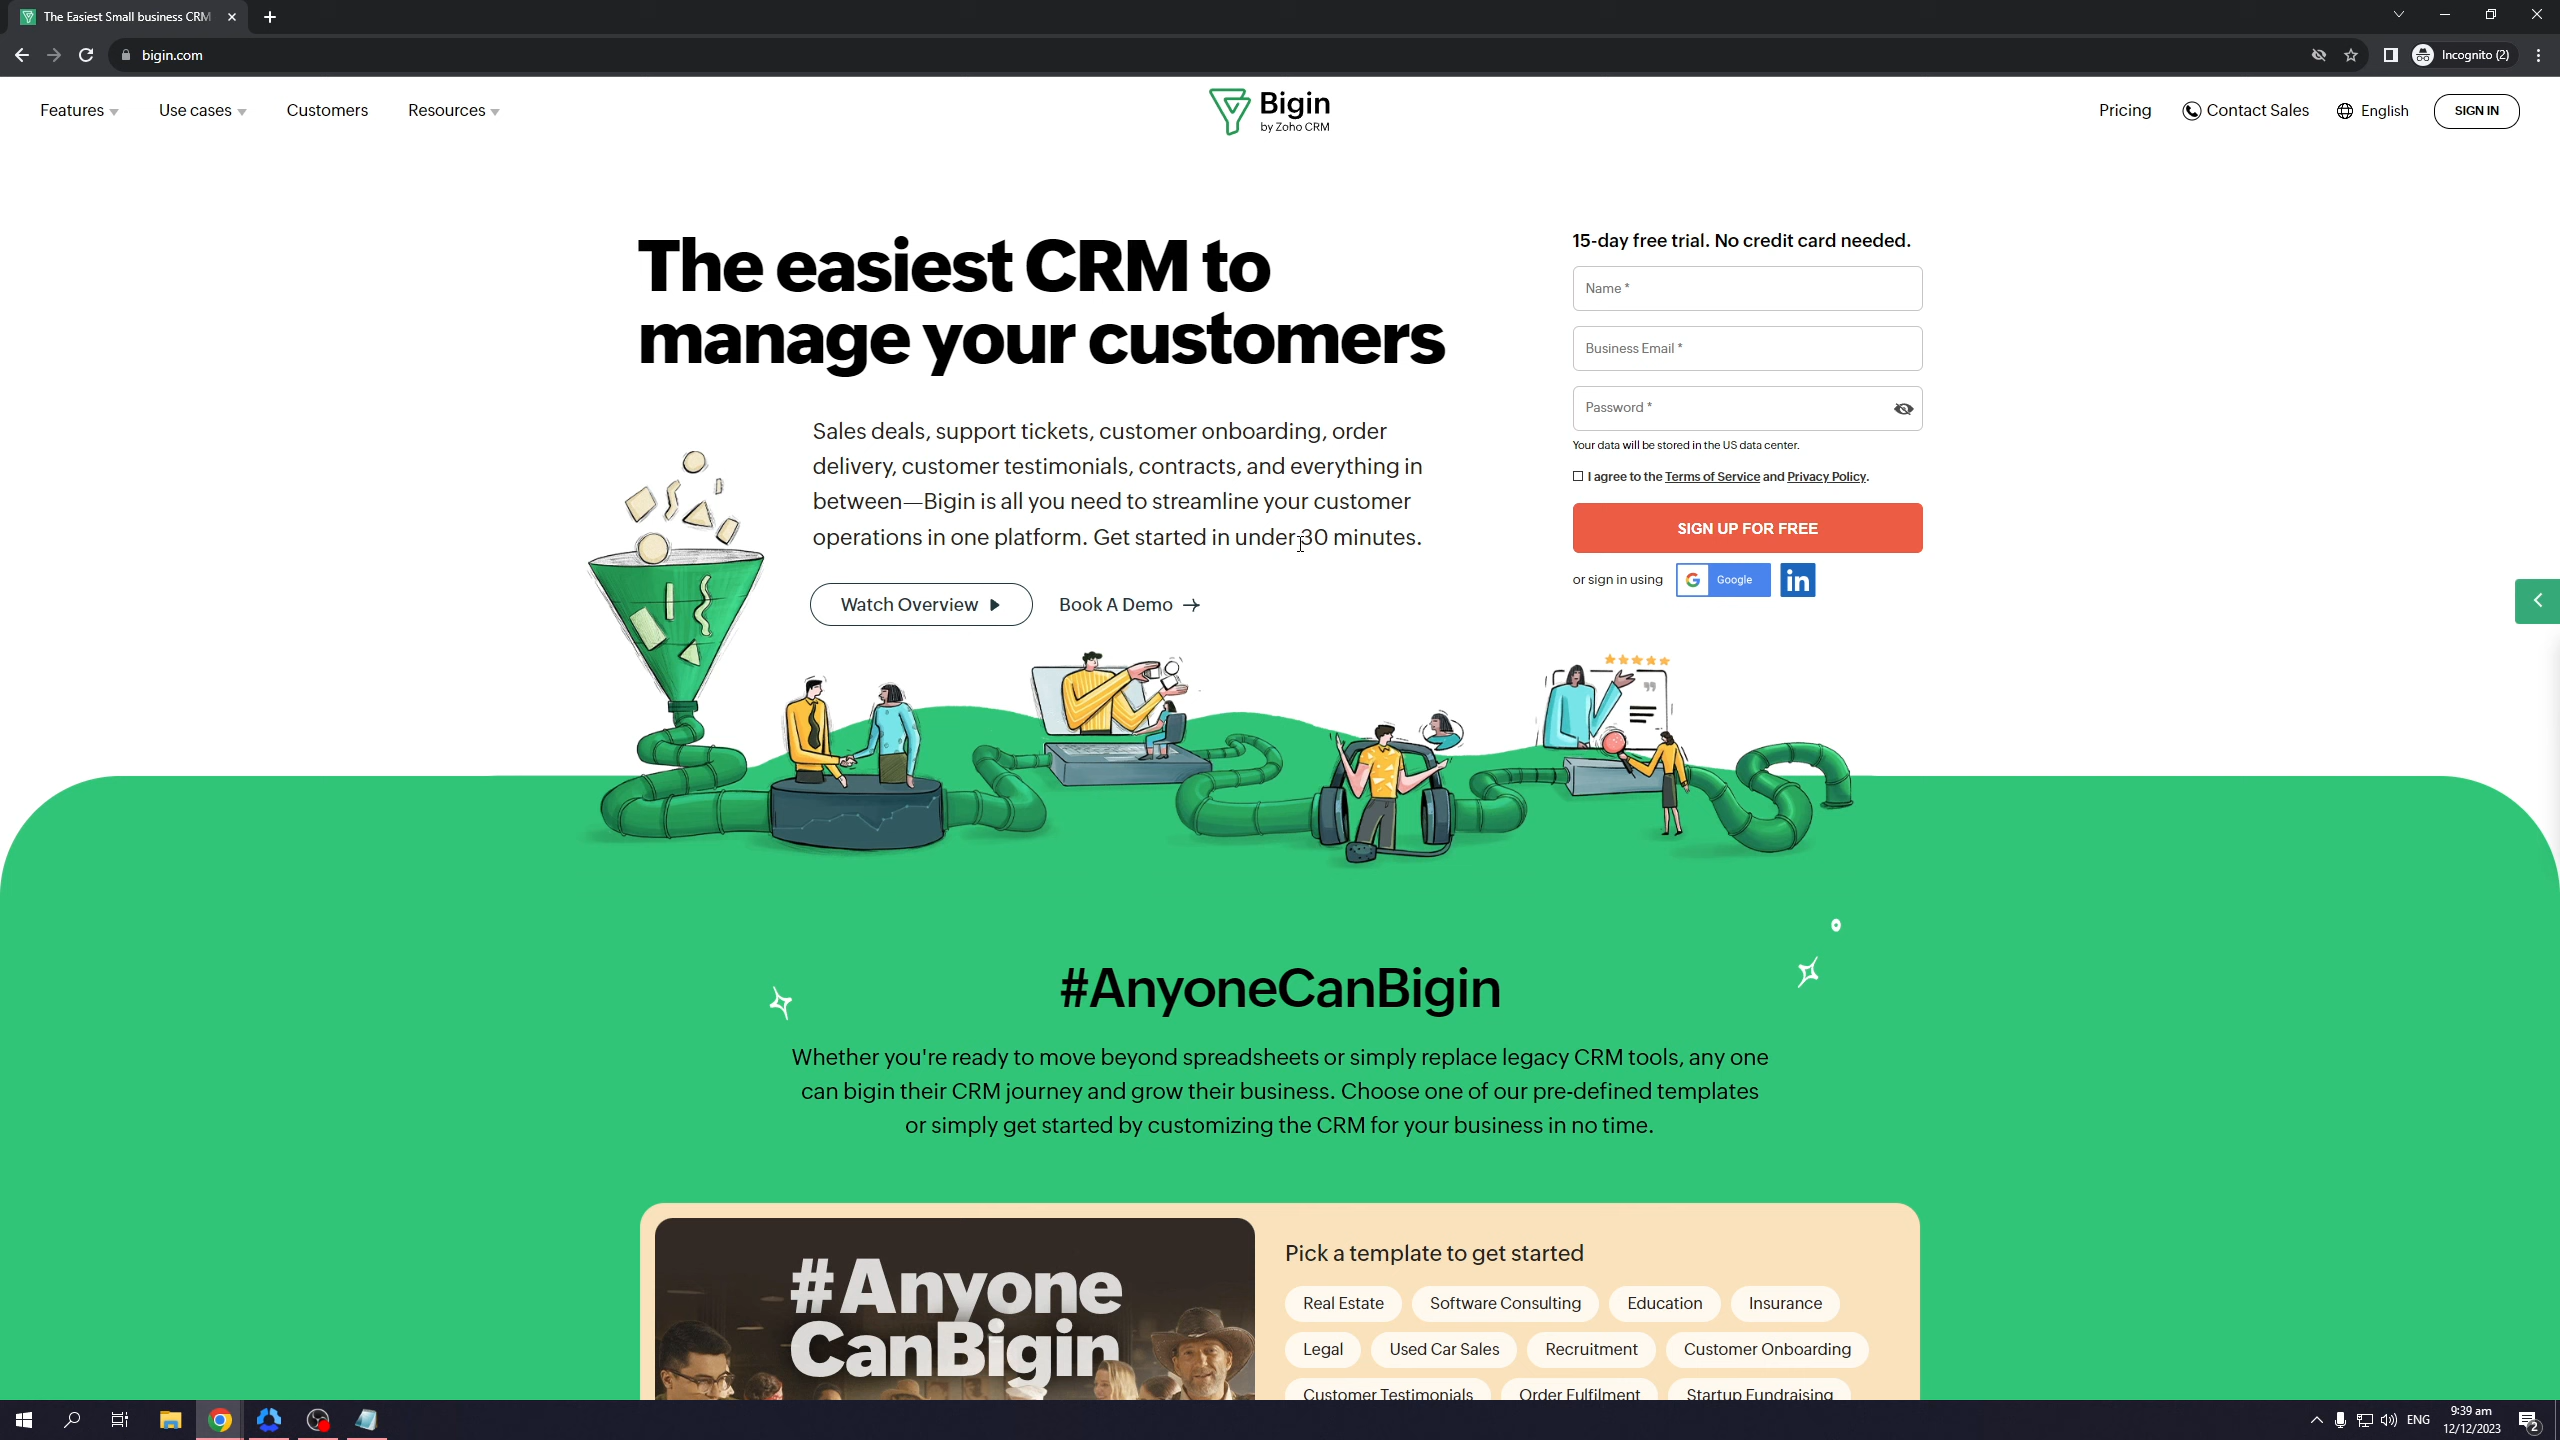 The Easiest Small business CRM
bigin.com
Incognito (2)
Features
Use cases
Customers
Resources
Bigin
by Zoho CRM
Pricing
Contact Sales
English
SIGN IN
The easiest CRM to
manage your customers
Sales deals, support tickets, customer onboarding, order
delivery, customer testimonials, contracts, and everything in
between—Bigin is all you need to streamline your customer
operations in one platform. Get started in under 30 minutes.
Watch Overview
Book A Demo
15-day free trial. No credit card needed.
Name *
Business Email *
Password *
Your data will be stored in the US data center.
I agree to the Terms of Service and Privacy Policy.
SIGN UP FOR FREE
or sign in using
Google
in
#AnyoneCanBigin
Whether you're ready to move beyond spreadsheets or simply replace legacy CRM tools, any one
can bigin their CRM journey and grow their business. Choose one of our pre-defined templates
or simply get started by customizing the CRM for your business in no time.
#Anyone
CanBigin
Pick a template to get started
Real Estate
Software Consulting
Education
Insurance
Legal
Used Car Sales
Recruitment
Customer Onboarding
Customer Testimonials
Order Fulfilment
Startup Fundraising
ENG
9:39 am
12/12/2023
2